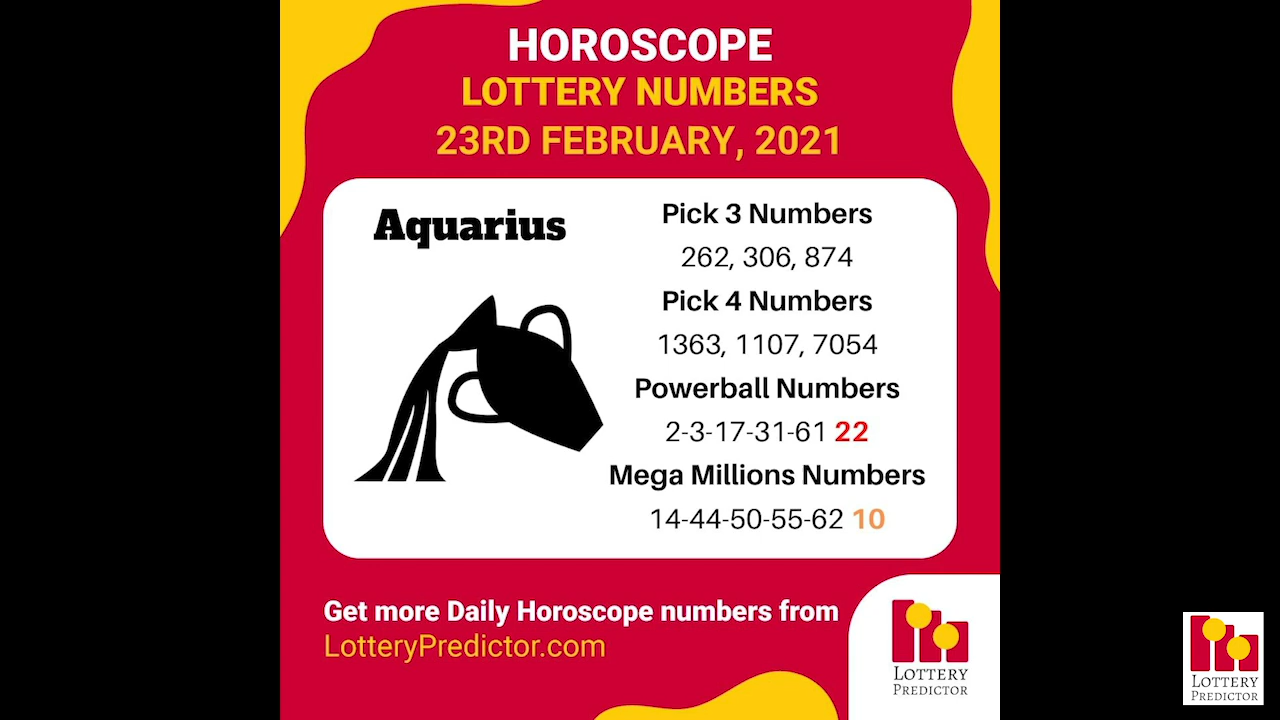 HOROSCOPE
LOTTERY NUMBERS
23RD FEBRUARY, 2021
Aquarius
Pick 3 Numbers
262, 306, 874
Pick 4 Numbers
1363, 1107, 7054
Powerball Numbers
2-3-17-31-61 22
Mega Millions Numbers
14-44-50-55-62 10
Get more Daily Horoscope numbers from
LotteryPredictor.com
LOTTERY
PREDICTOR
LOTTERY
PREDICTOR